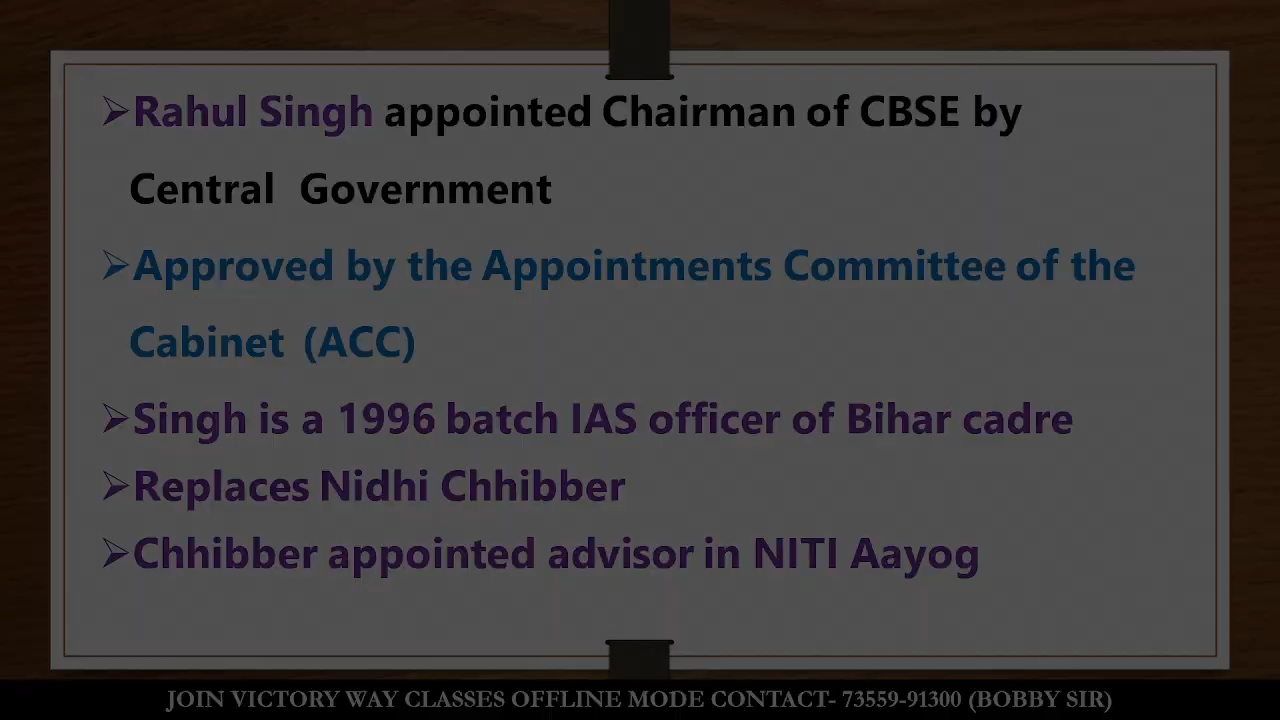 ➢Rahul Singh appointed Chairman of CBSE by
Central Government
➢Approved by the Appointments Committee of the
Cabinet (ACC)
➢Singh is a 1996 batch IAS officer of Bihar cadre
➢Replaces Nidhi Chhibber
➢Chhibber appointed advisor in NITI Aayog
JOIN VICTORY WAY CLASSES OFFLINE MODE CONTACT- 73559-91300 (BOBBY SIR)